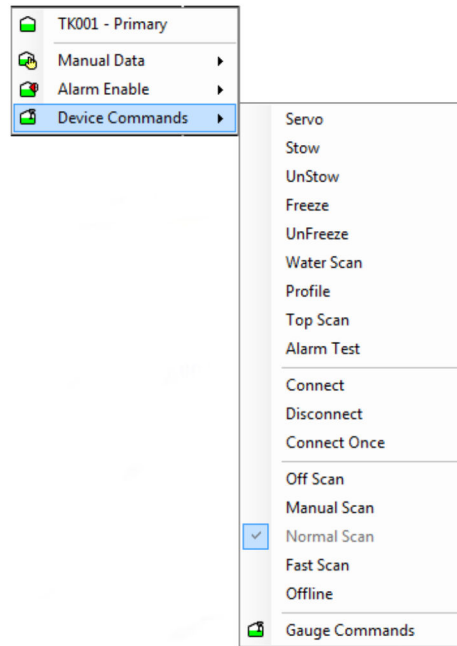 TK001 - Primary
Manual Data
Alarm Enable
Device Commands
Servo
Stow
UnStow
Freeze
UnFreeze
Water Scan
Profile
Top Scan
Alarm Test
Connect
Disconnect
Connect Once
Off Scan
Manual Scan
Normal Scan
Fast Scan
Offline
Gauge Commands